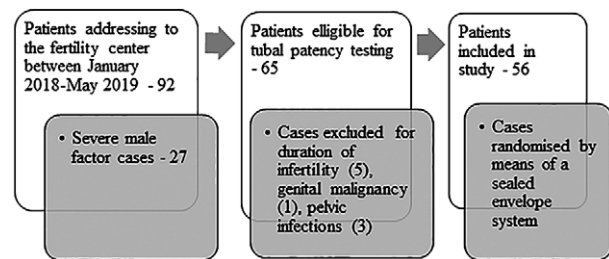 Patients addressing to
the fertility center
between January
2018-May 2019 - 92
• Severe male
factor cases - 27
Patients elligible for
tubal patency testing
- 65
• Cases excluded for
duration of
infertility (5),
genital malignancy
(1), pelvic
infections (3)
Patients
included in
study - 56
• Cases
randomised by
means of a
sealed
envelope
system